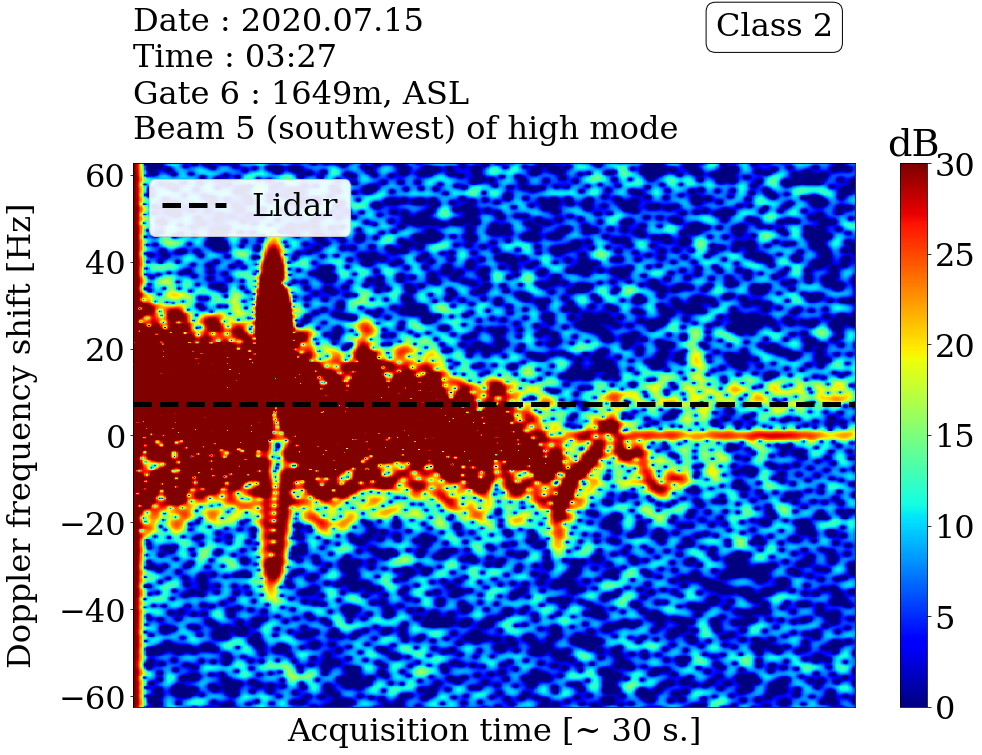 Date : 2020.07.15
Time : 03:27
Gate 6 : 1649m, ASL
Beam 5 (southwest) of high mode
Class 2
dB
Lidar
60
40
20
0
−20
−40
−60
Doppler frequency shift [Hz]
Acquisition time [~ 30 s.]
30
25
20
15
10
5
0